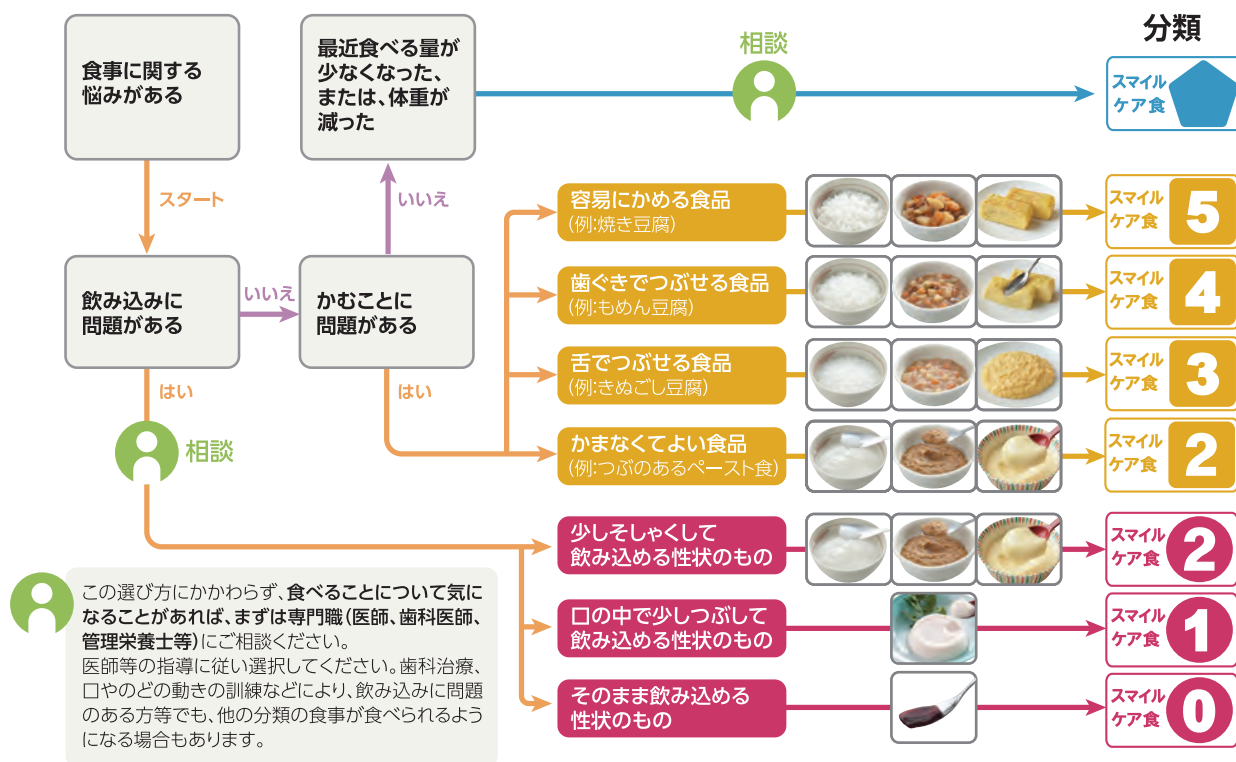 食事に関する
悩みがある
最近食べる量が
少なくなった、
または、体重が
減った
相談
分類
スマイル
ケア食
スタート
いいえ
飲み込みに
問題がある
いいえ
かむことに
問題がある
はい
相談
はい
容易にかめる食品
(例:焼き豆腐)
スマイル
ケア食
5
歯ぐきでつぶせる食品
(例:もめん豆腐)
スマイル
ケア食
4
舌でつぶせる食品
(例:きぬごし豆腐)
スマイル
ケア食
3
かまなくてよい食品
(例:つぶのあるペースト食)
スマイル
ケア食
2
少しそしゃくして
飲み込める性状のもの
スマイル
ケア食
2
口の中で少しつぶして
飲み込める性状のもの
スマイル
ケア食
1
そのまま飲み込める
性状のもの
スマイル
ケア食
0
この選び方にかかわらず、食べることについて気に
なることがあれば、まずは専門職(医師、歯科医師、
管理栄養士等)にご相談ください。
医師等の指導に従い選択してください。歯科治療、
口やのどの動きの訓練などにより、飲み込みに問題
のある方等でも、他の分類の食事が食べられるよう
になる場合もあります。